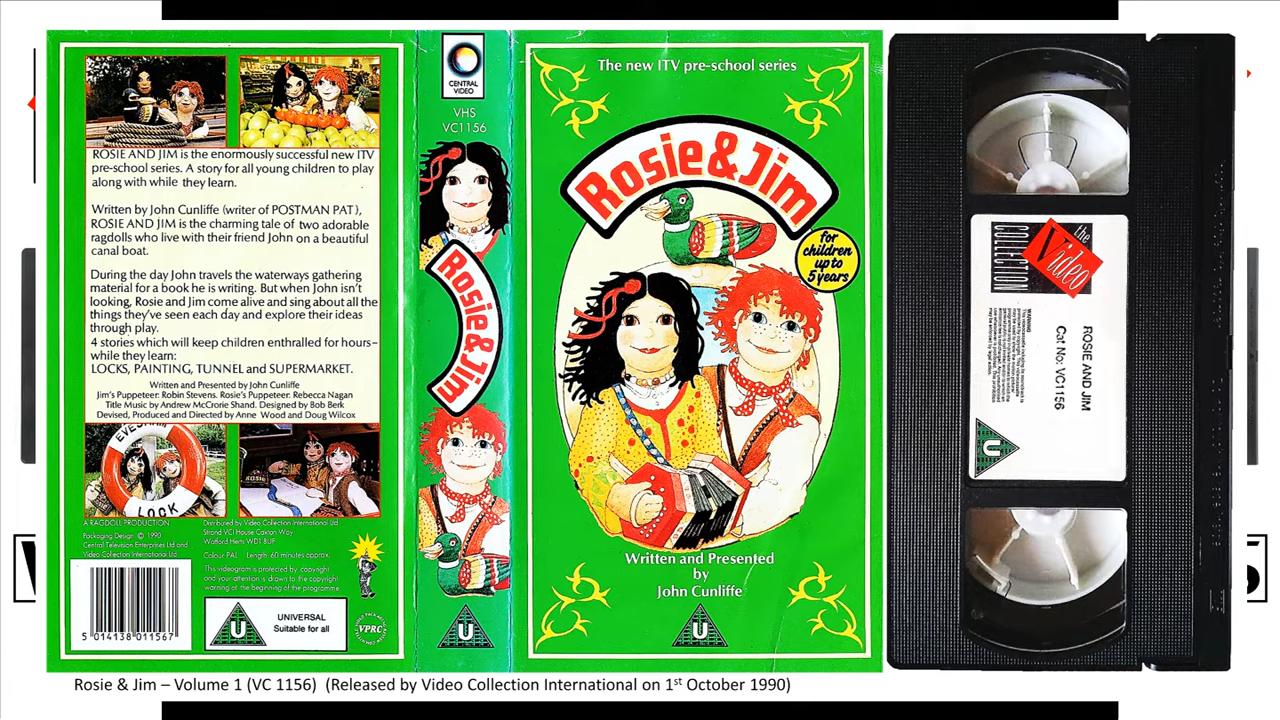 ROSIE AND JIM is the enormously successful new ITV
pre-school series. A story for all young children to play
along with while they learn.
Written by John Cunliffe (writer of POSTMAN PAT),
ROSIE AND JIM is the charming tale of two adorable
ragdolls who live with their friend John on a beautiful
canal boat.
During the day John travels the waterways gathering
material for a book he is writing. But when John isn't
looking, Rosie and Jim come alive and sing about all the
things they've seen each day and explore their ideas
through play.
4 stories which will keep children enthralled for hours–
while they learn:
LOCKS, PAINTING, TUNNEL and SUPERMARKET.
Written and Presented by John Cunliffe
Jim's Puppeteer: Robin Stevens. Rosie's Puppeteer: Rebecca Nagan
Title Music by Andrew McCrorie Shand. Designed by Bob Berk
Devised, Produced and Directed by Anne Wood and Doug Wilcox
EVESHAM
LOCK
A RAGDOLL PRODUCTION
Packaging Design © 1990
Central Television Enterprises Ltd and
Video Collection International Ltd
Distributed by Video Collection International Ltd
Strand VCI House Caxton Way
Watford Herts WD1 8UF
Colour PAL Length: 60 minutes approx.
This videogram is protected by copyright
and your attention is drawn to the copyright
warning at the beginning of the programme
5 014138 011567
U
UNIVERSAL
Suitable for all
VPRC
CENTRAL
VIDEO
VHS
VC1156
Rosie & Jim
U
The new ITV pre-school series
Rosie & Jim
for
children
up to
5 years
Written and Presented
by
John Cunliffe
U
the
Video
COLLECTION
WARNING
ROSIE AND JIM
Cat No: VC1156
U
Rosie & Jim – Volume 1 (VC 1156) (Released by Video Collection International on 1st October 1990)